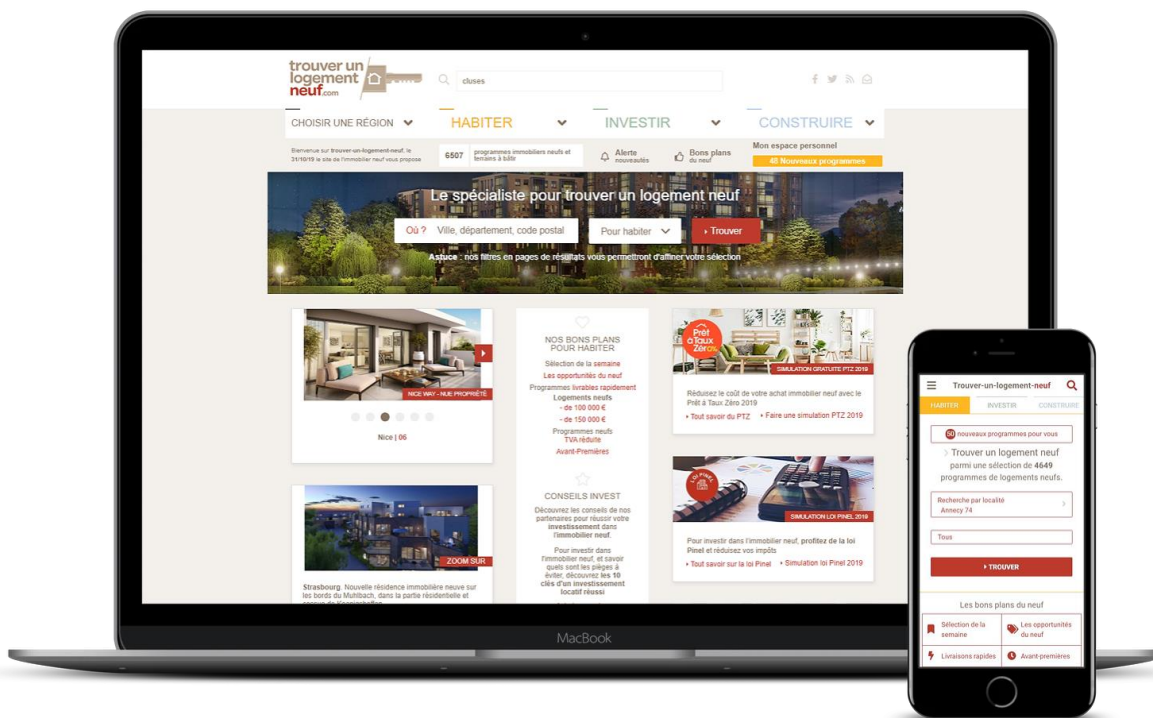 trouver un
logement
neuf.com
cluses
CHOISIR UNE RÉGION
HABITER
INVESTIR
CONSTRUIRE
Bienvenue sur trouver-un-logement-neuf, le
31/10/19 le site de l'immobilier neuf vous propose
6507
programmes immobiliers neufs et
terrains à bâtir
Alerte
nouveautés
Bons plans
du neuf
Mon espace personnel
48 Nouveaux programmes
Le spécialiste pour trouver un logement neuf
Où ? Ville, département, code postal
Pour habiter
Trouver
Astuce : nos filtres en pages de résultats vous permettront d'affiner votre sélection
NICE WAY - NUE PROPRIÉTÉ
Nice | 06
ZOOM SUR
Strasbourg. Nouvelle résidence immobilière neuve sur
les bords du Muhlbach, dans la partie résidentielle et
NOS BONS PLANS
POUR HABITER
Sélection de la semaine
Les opportunités du neuf
Programmes livrables rapidement
Logements neufs
- de 100 000 €
- de 150 000 €
Programmes neufs
TVA réduite
Avant-Premières
CONSEILS INVEST
Découvrez les conseils de nos
partenaires pour réussir votre
investissement dans
l'immobilier neuf.
Pour investir dans
l'immobilier neuf, et savoir
quels sont les pièges à
éviter, découvrez les 10
clés d'un investissement
locatif réussi
Prêt
à Taux
Zéro
SIMULATION GRATUITE PTZ 2019
Réduisez le coût de votre achat immobilier neuf avec le
Prêt à Taux Zéro 2019
Tout savoir du PTZ
Faire une simulation PTZ 2019
LOI PINEL
SIMULATION LOI PINEL 2019
Pour investir dans l'immobilier neuf, profitez de la loi
Pinel et réduisez vos impôts
Tout savoir sur la loi Pinel
Simulation loi Pinel 2019
MacBook
Trouver-un-logement-neuf
HABITER
INVESTIR
CONSTRUIRE
50 nouveaux programmes pour vous
> Trouver un logement neuf
parmi une sélection de 4649
programmes de logements neufs.
Recherche par localité
Annecy 74
Tous
TROUVER
Les bons plans du neuf
Sélection de la
semaine
Les opportunités
du neuf
Livraisons rapides
Avant-premières